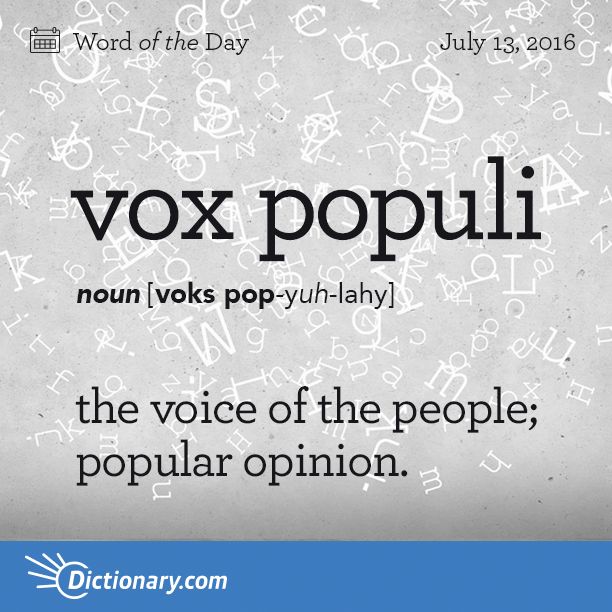 Word of the Day
July 13, 2016
vox populi
noun [voks pop-yuh-lahy]
the voice of the people;
popular opinion.
Dictionary.com